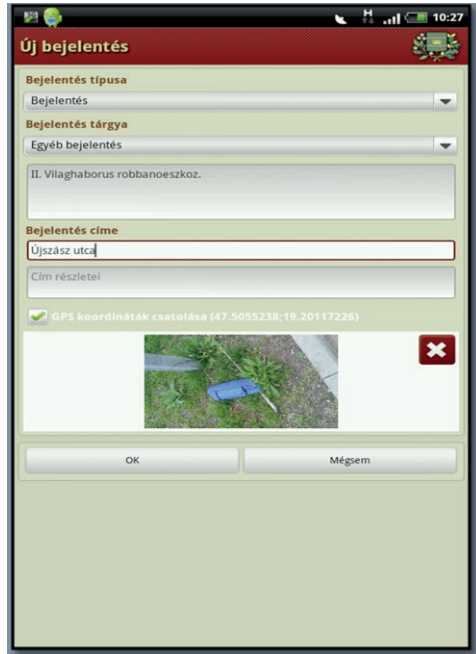 H
10:27
Új bejelentés
Bejelentés típusa
Bejelentés
Bejelentés tárgya
Egyéb bejelentés
II. Vilaghaborus robbanoeszkoz.
Bejelentés címe
Újszász utca
Cím részletei
GPS koordináták csatolása (47.5055238;19.20117226)
OK
Mégsem